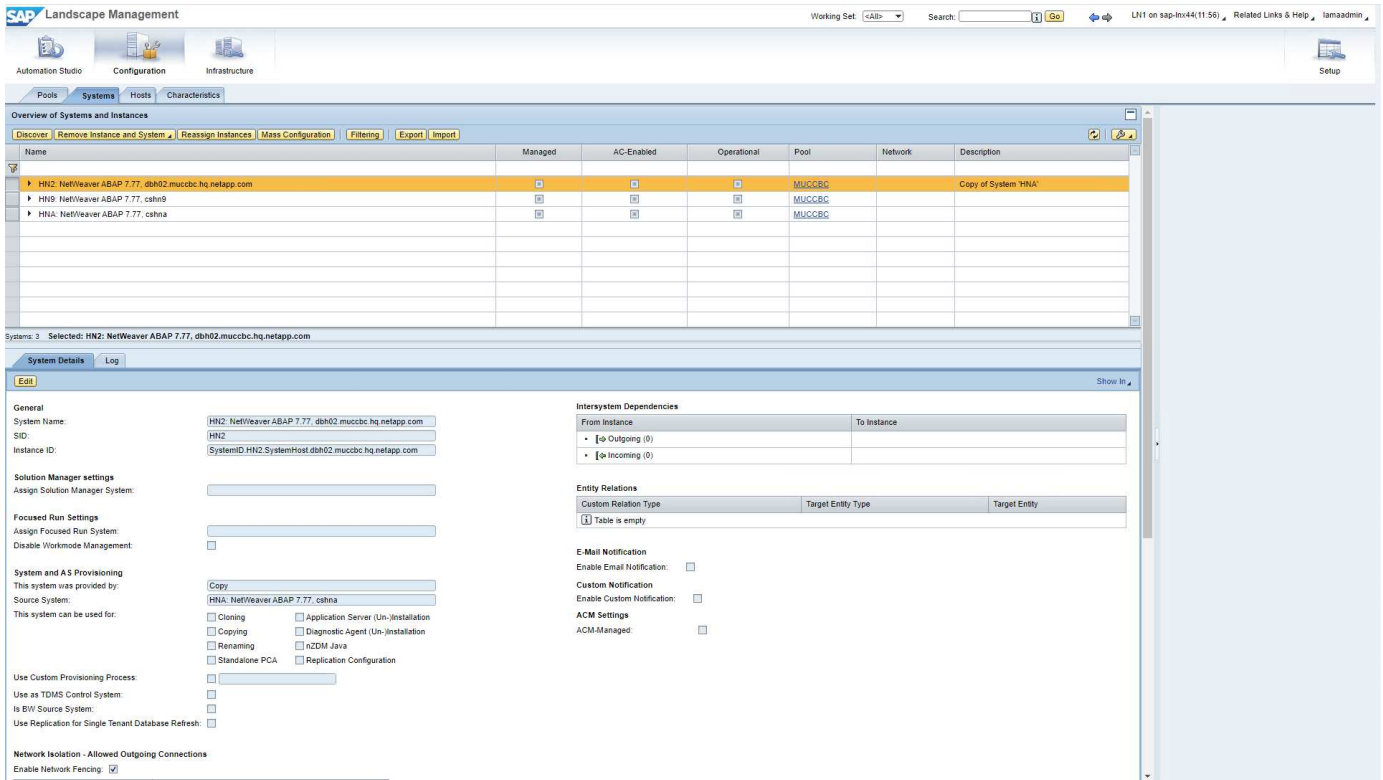 SAP Landscape Management
Working Set: <All> Search: Go LN1 on sap-lnx44(11:56) Related Links & Help lamaadmin
Automation Studio Configuration Infrastructure Setup
Pools Systems Hosts Characteristics
Overview of Systems and Instances
Discover Remove Instance and System Reassign Instances Mass Configuration Filtering Export Import
Name Managed AC-Enabled Operational Pool Network Description
HN2: NetWeaver ABAP 7.77, dbh02.muccbc.hq.netapp.com MUCCBC Copy of System 'HNA'
HN9: NetWeaver ABAP 7.77, cshn9 MUCCBC
HNA: NetWeaver ABAP 7.77, cshna MUCCBC
Systems: 3 Selected: HN2: NetWeaver ABAP 7.77, dbh02.muccbc.hq.netapp.com
System Details Log
Edit Show In
General
System Name: HN2: NetWeaver ABAP 7.77, dbh02.muccbc.hq.netapp.com
SID: HN2
Instance ID: SystemID.HN2.SystemHost.dbh02.muccbc.hq.netapp.com
Solution Manager settings
Assign Solution Manager System:
Focused Run Settings
Assign Focused Run System:
Disable Workmode Management:
System and AS Provisioning
This system was provided by: Copy
Source System: HNA: NetWeaver ABAP 7.77, cshna
This system can be used for: Cloning Application Server (Un-)Installation
Copying Diagnostic Agent (Un-)Installation
Renaming nZDM Java
Standalone PCA Replication Configuration
Use Custom Provisioning Process:
Use as TDMS Control System:
Is BW Source System:
Use Replication for Single Tenant Database Refresh:
Network Isolation - Allowed Outgoing Connections
Enable Network Fencing:
Intersystem Dependencies
From Instance To Instance
Outgoing (0)
Incoming (0)
Entity Relations
Custom Relation Type Target Entity Type Target Entity
Table is empty
E-Mail Notification
Enable Email Notification:
Custom Notification
Enable Custom Notification:
ACM Settings
ACM-Managed: